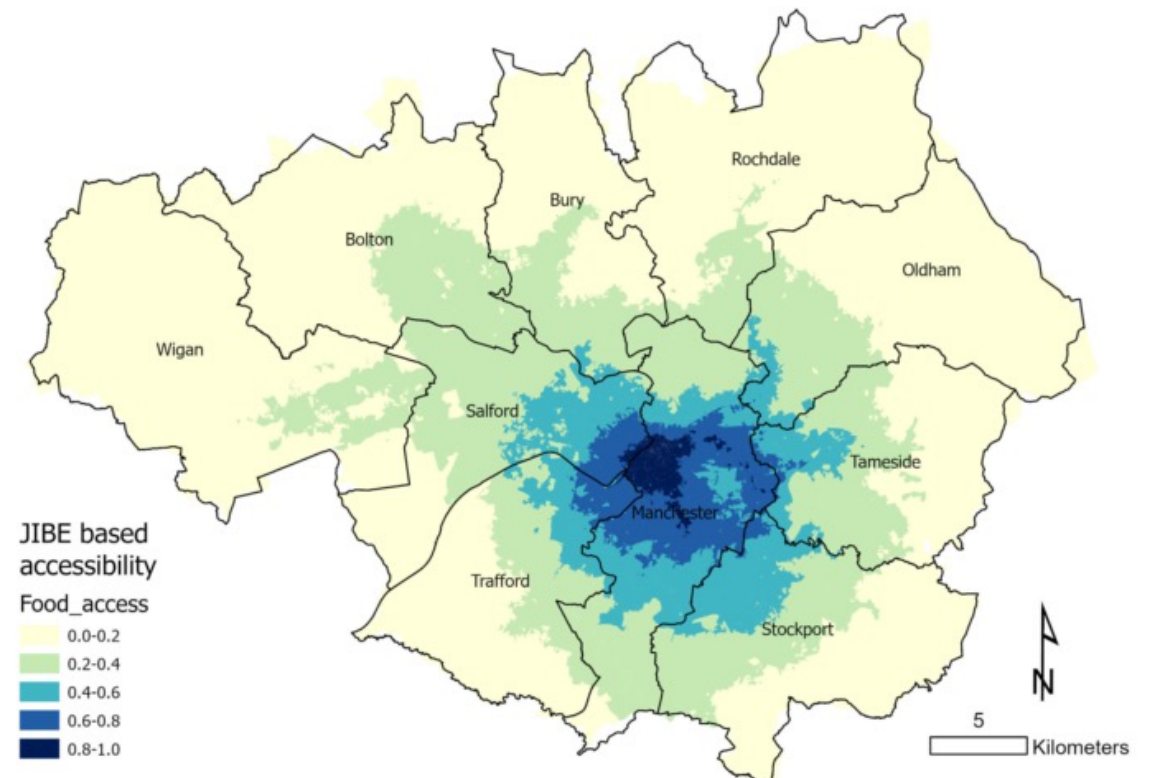 Rochdale
Bury
Bolton
Oldham
Wigan
Salford
Tameside
Manchester
Trafford
Stockport
JIBE based
accessibility
Food_access
0.0-0.2
0.2-0.4
0.4-0.6
0.6-0.8
0.8-1.0
N
5
Kilometers